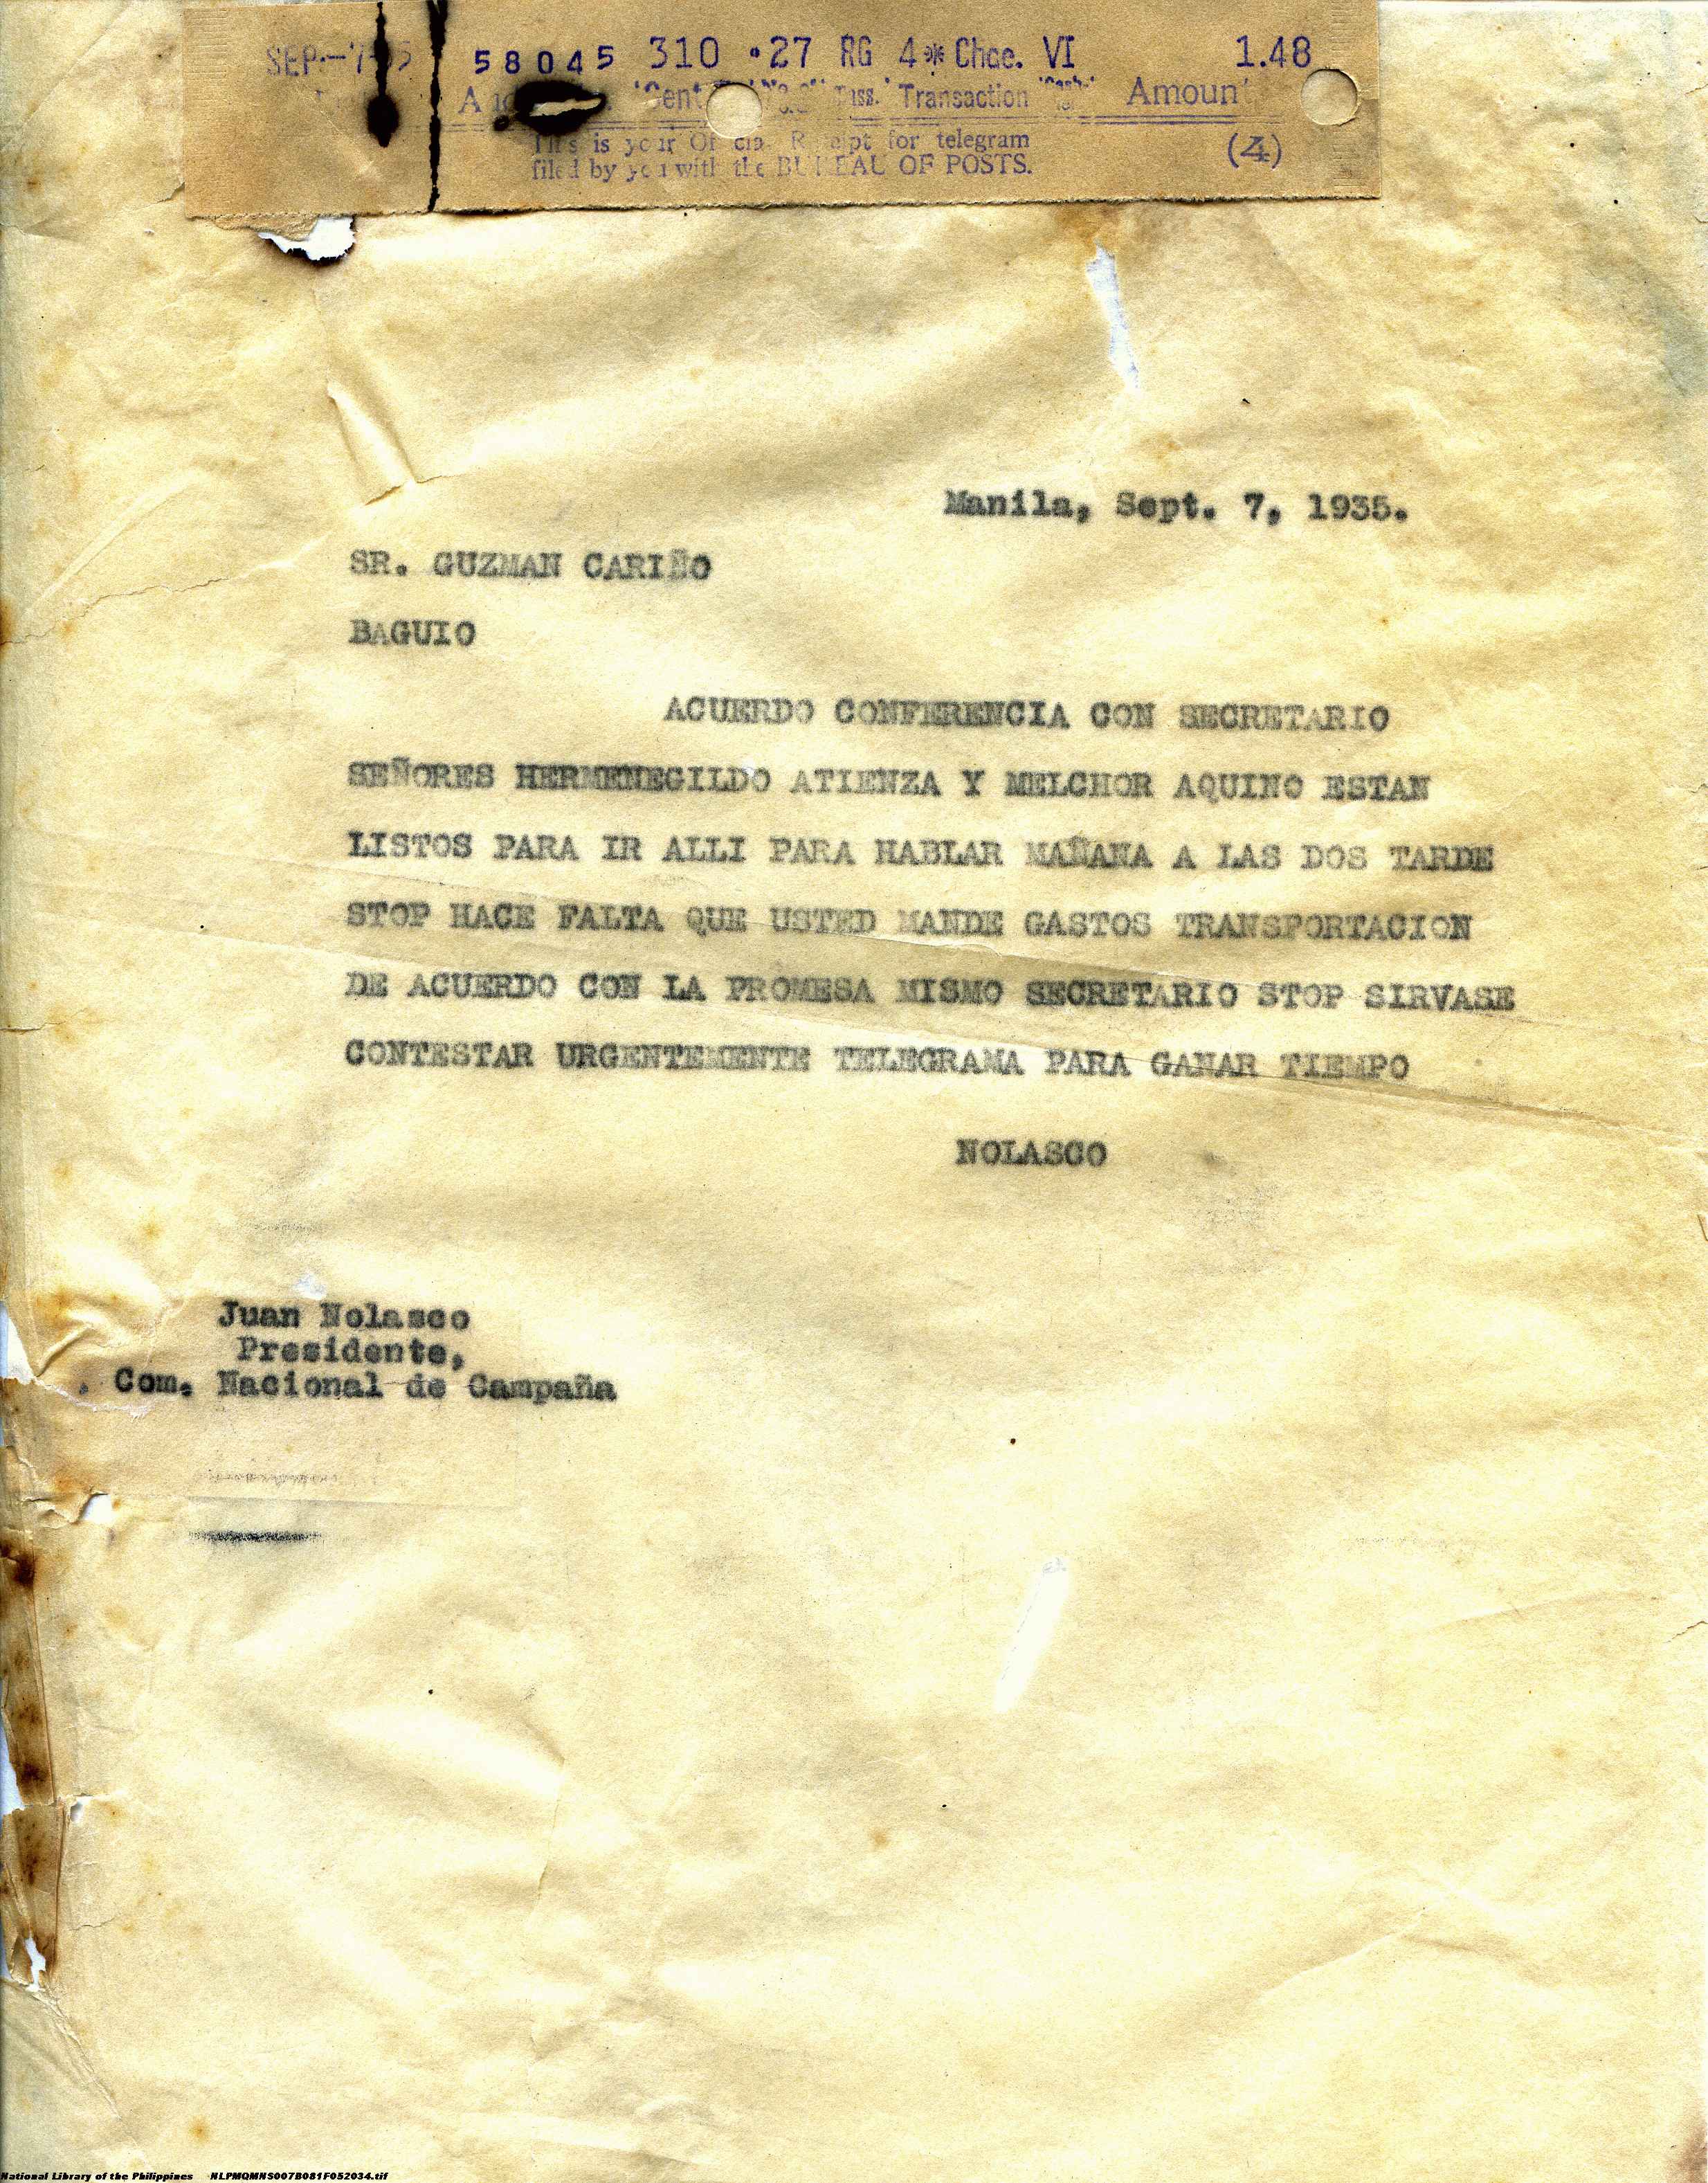 SEP.-7-35 58045 310 .27 RG 4* Chge. VI 1.48
Transaction Amount
This is your Official Receipt for telegram
filed by you with the BUREAU OF POSTS.
(4)
Manila, Sept. 7, 1935.
SR. GUZMAN CARIÑO
BAGUIO
ACUERDO CONFERENCIA CON SECRETARIO
SEÑORES HERMENEGILDO ATIENZA Y MELCHOR AQUINO ESTAN
LISTOS PARA IR ALLI PARA HABLAR MAÑANA A LAS DOS TARDE
STOP HACE FALTA QUE USTED MANDE GASTOS TRANSPORTACION
DE ACUERDO CON LA PROMESA MISMO SECRETARIO STOP SIRVASE
CONTESTAR URGENTEMENTE TELEGRAMA PARA GANAR TIEMPO
NOLASCO
Juan Nolasco
Presidente,
Com. Nacional de Campaña
National Library of the Philippines NLPMQMNS007B081F052034.tif